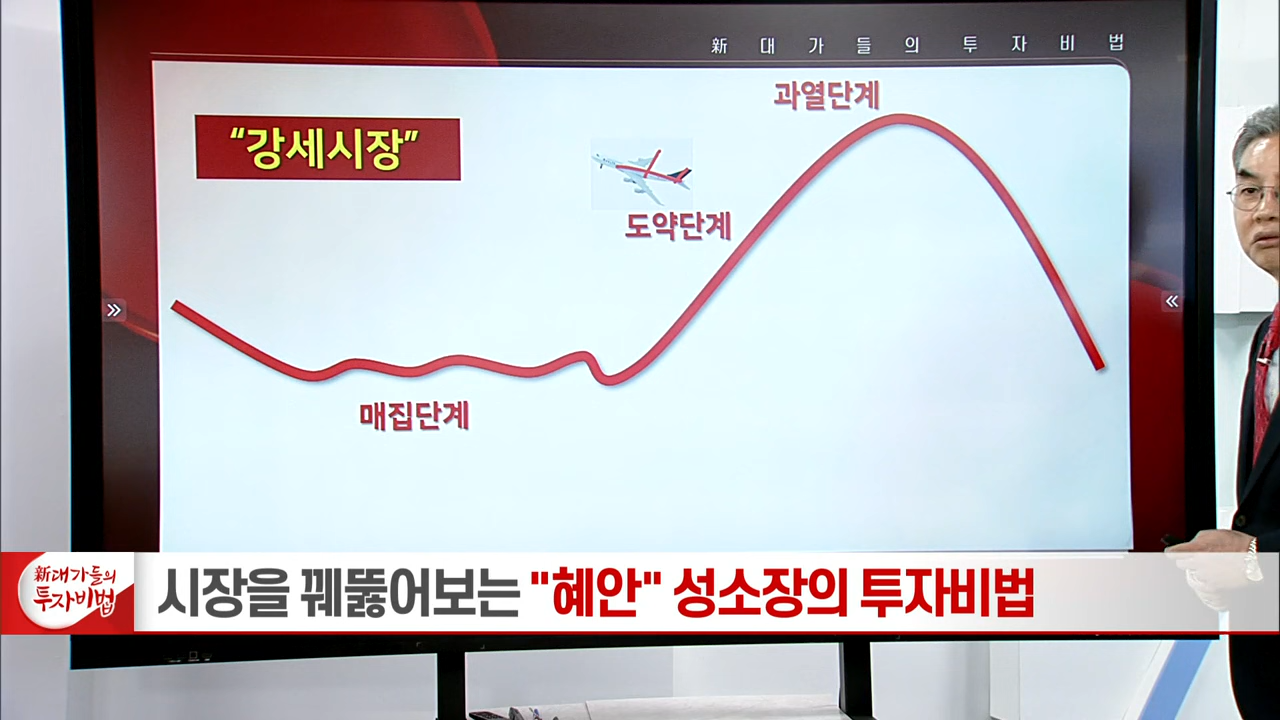 新대가들의 투자비법
“강세시장”
과열단계
도약단계
매집단계
新대가들의
투자비법
시장을 꿰뚫어보는 "혜안" 성소장의 투자비법